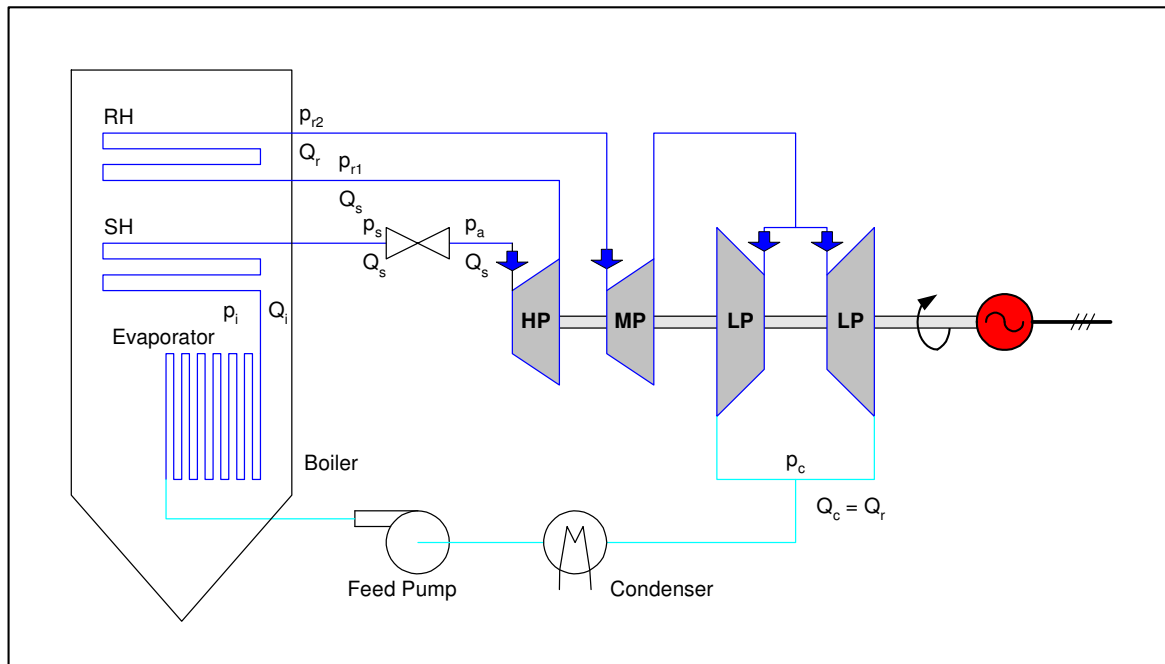 RH
p_r2
Q_r
p_r1
Q_s
SH
p_s
p_a
Q_s
Q_s
p_i
Q_i
Evaporator
HP
MP
LP
LP
Boiler
p_c
Q_c = Q_r
Feed Pump
Condenser